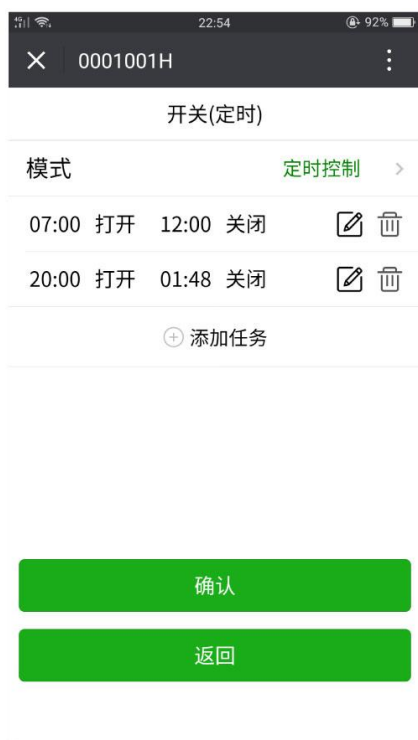 22:54 92%
0001001H
开关(定时)
模式 定时控制
07:00 打开 12:00 关闭
20:00 打开 01:48 关闭
添加任务
确认
返回